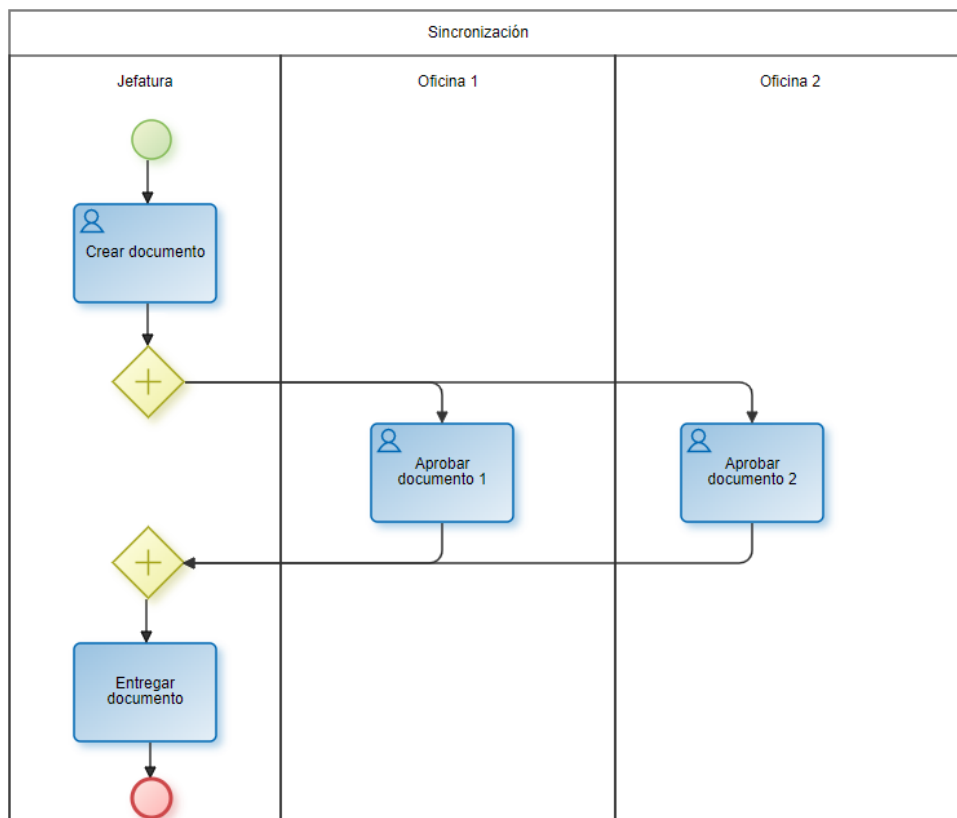 Sincronización
Jefatura
Oficina 1
Oficina 2
Crear documento
Aprobar
documento 1
Aprobar
documento 2
Entregar
documento